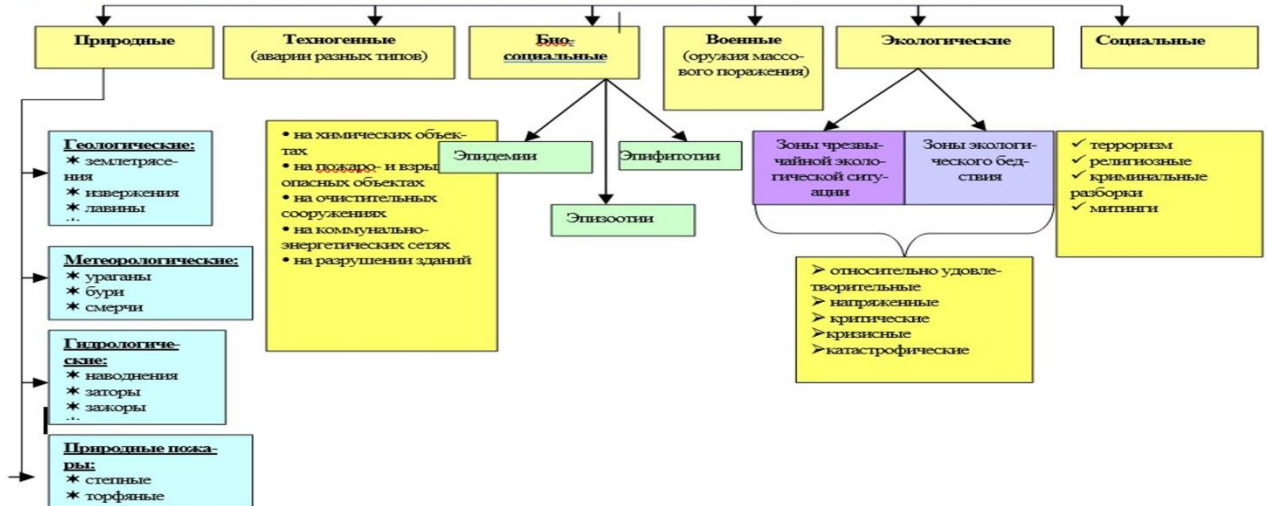 Природные
Техногенные
(аварии разных типов)
Био-
социальные
Военные
(оружия массо-
вого поражения)
Экологические
Социальные
Геологические:
✶ землетрясе-
ния
✶ извержения
✶ лавины
Метеорологические:
✶ ураганы
✶ бури
✶ смерчи
Гидрологиче-
ские:
✶ наводнения
✶ заторы
✶ зажоры
Природные пожа-
ры:
✶ степные
✶ торфяные
• на химических объек-
тах
• на пожаро- и взры
опасных объектах
• на очистительных
сооружениях
• на коммунально-
энергетических сетях
• на разрушении зданий
Эпидемии
Эпифитотии
Эпизоотии
Зоны чрезвы-
чайной эколо-
гической ситу-
ации
Зоны экологи-
ческого бед-
ствия
➢ относительно удовле-
творительные
➢ напряженные
➢ критические
➢кризисные
➢катастрофические
✓ терроризм
✓ религиозные
✓ криминальные
разборки
✓ митинги